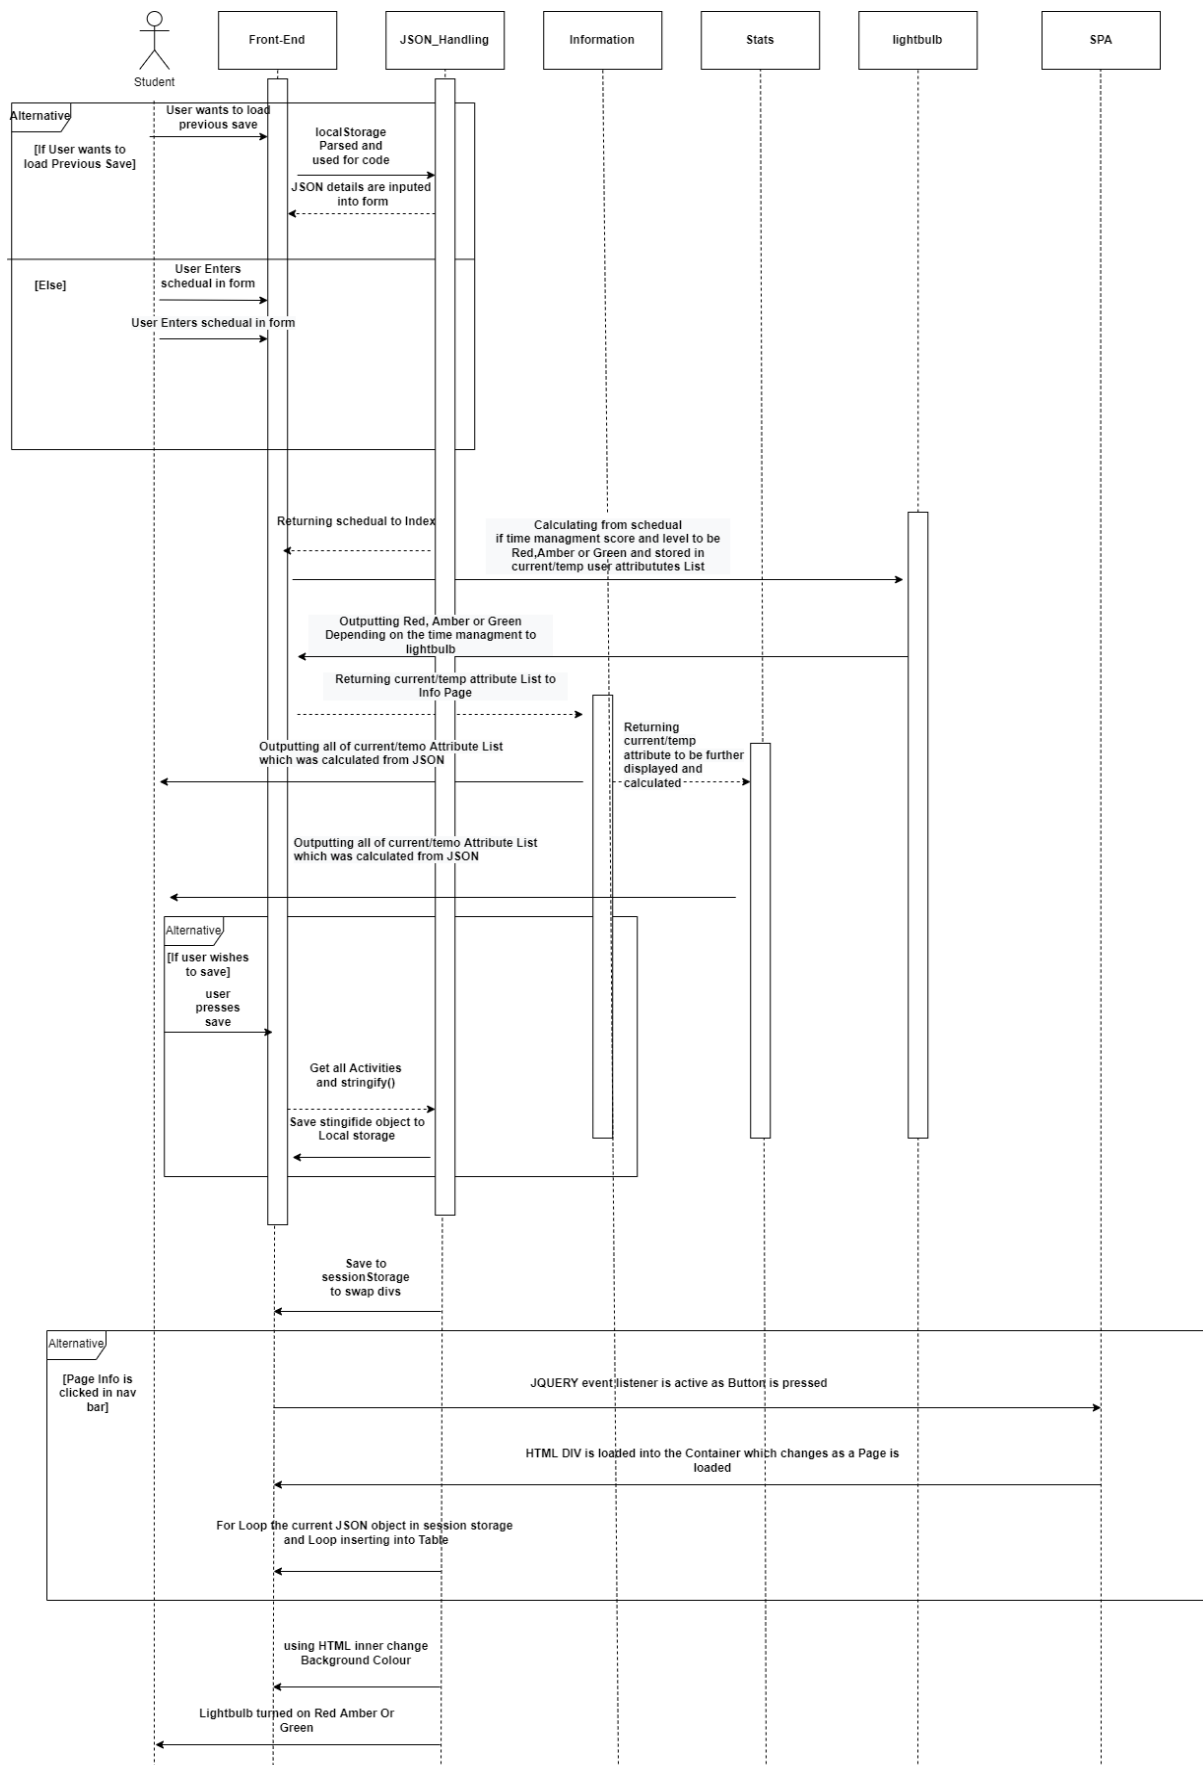 Front-End
JSON_Handling
Information
Stats
lightbulb
SPA
Student
Alternative
User wants to load
previous save
[If User wants to
load Previous Save]
localStorage
Parsed and
used for code
JSON details are inputed
into form
[Else]
User Enters
schedual in form
User Enters schedual in form
Returning schedual to Index
Calculating from schedual
if time managment score and level to be
Red,Amber or Green and stored in
current/temp user attribututes List
Outputting Red, Amber or Green
Depending on the time managment to
lightbulb
Returning current/temp attribute List to
Info Page
Returning
current/temp
attribute to be further
displayed and
calculated
Outputting all of current/temo Attribute List
which was calculated from JSON
Outputting all of current/temo Attribute List
which was calculated from JSON
Alternative
[If user wishes
to save]
user
presses
save
Get all Activities
and stringify()
Save stingifide object to
Local storage
Save to
sessionStorage
to swap divs
Alternative
[Page Info is
clicked in nav
bar]
JQUERY event listener is active as Button is pressed
HTML DIV is loaded into the Container which changes as a Page is
loaded
For Loop the current JSON object in session storage
and Loop inserting into Table
using HTML inner change
Background Colour
Lightbulb turned on Red Amber Or
Green